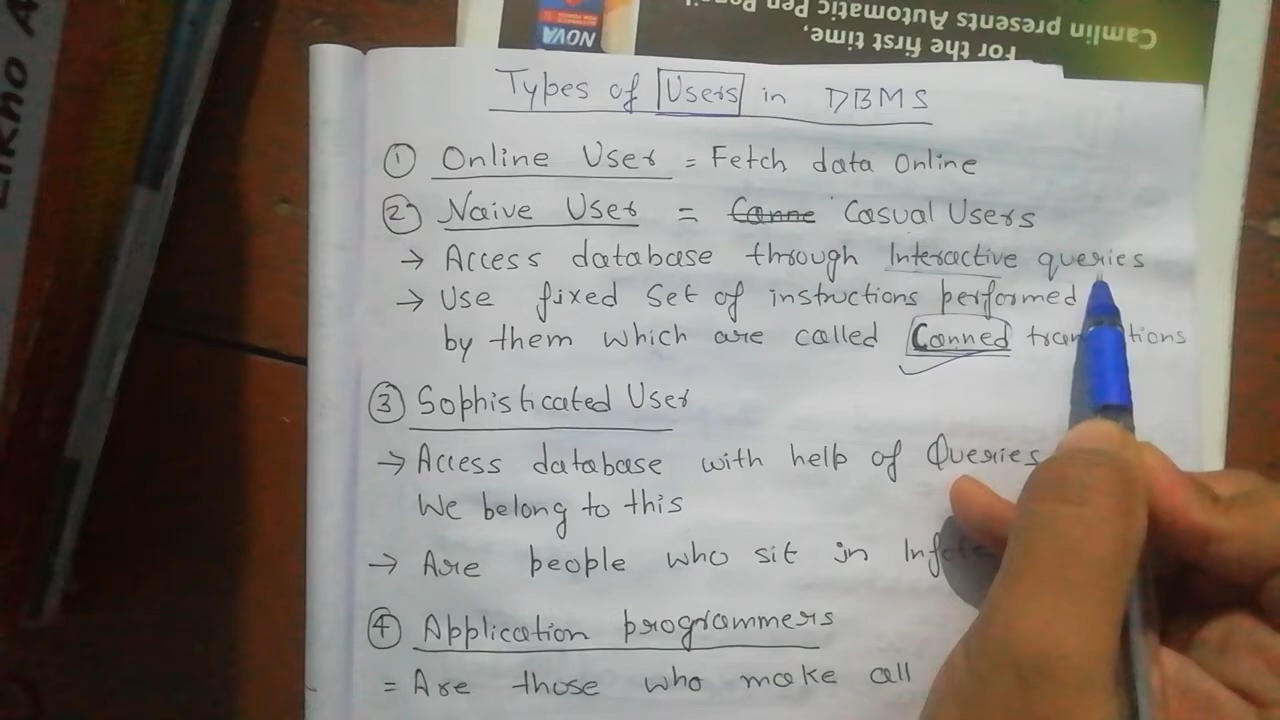 For the first time,
Camlin presents Automatic Pen
NOVA
Types of Users in DBMS
① Online User = Fetch data Online
② Naive User = Casual Users
→ Access database through Interactive queries
→ Use fixed Set of instructions performed
by them which are called Canned
③ Sophisticated User
→ Access database with help of Queries
We belong to this
→ Are people who sit in
④ Application programmers
= Are those who make all